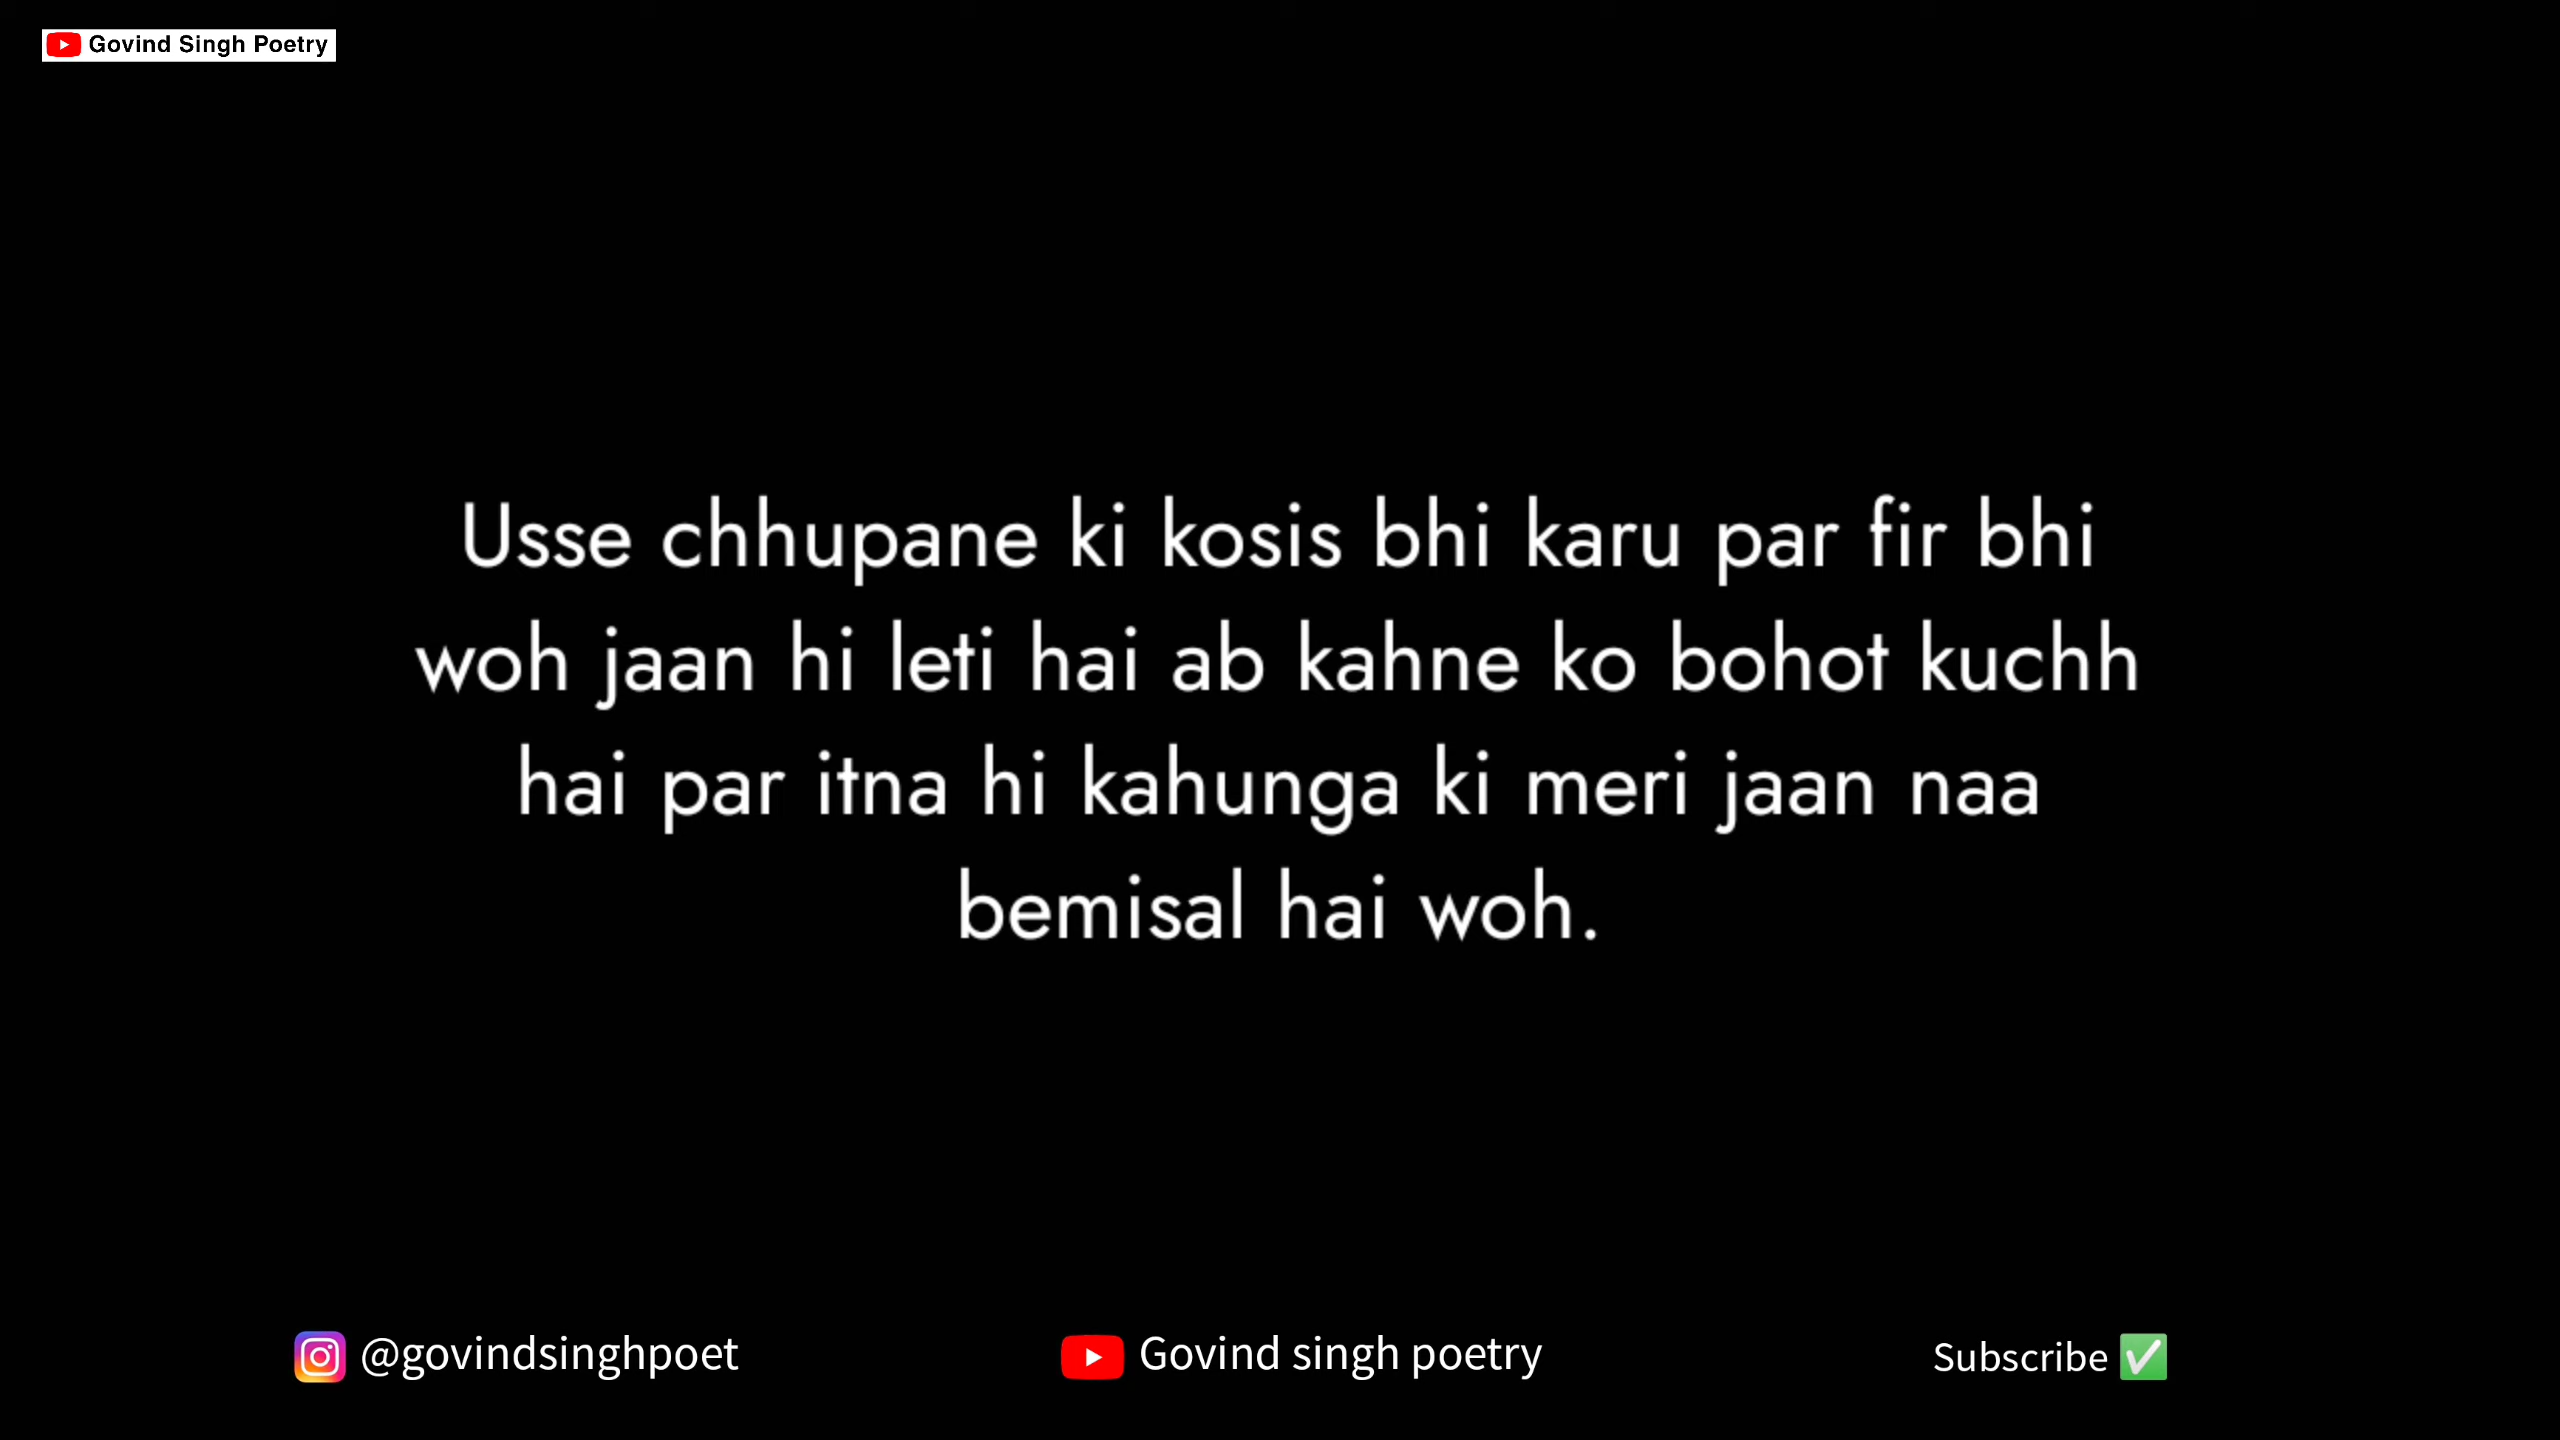 Govind Singh Poetry
Usse chhupane ki kosis bhi karu par fir bhi
woh jaan hi leti hai ab kahne ko bohot kuchh
hai par itna hi kahunga ki meri jaan naa
bemisal hai woh.
@govindsinghpoet
Govind singh poetry
Subscribe ✅